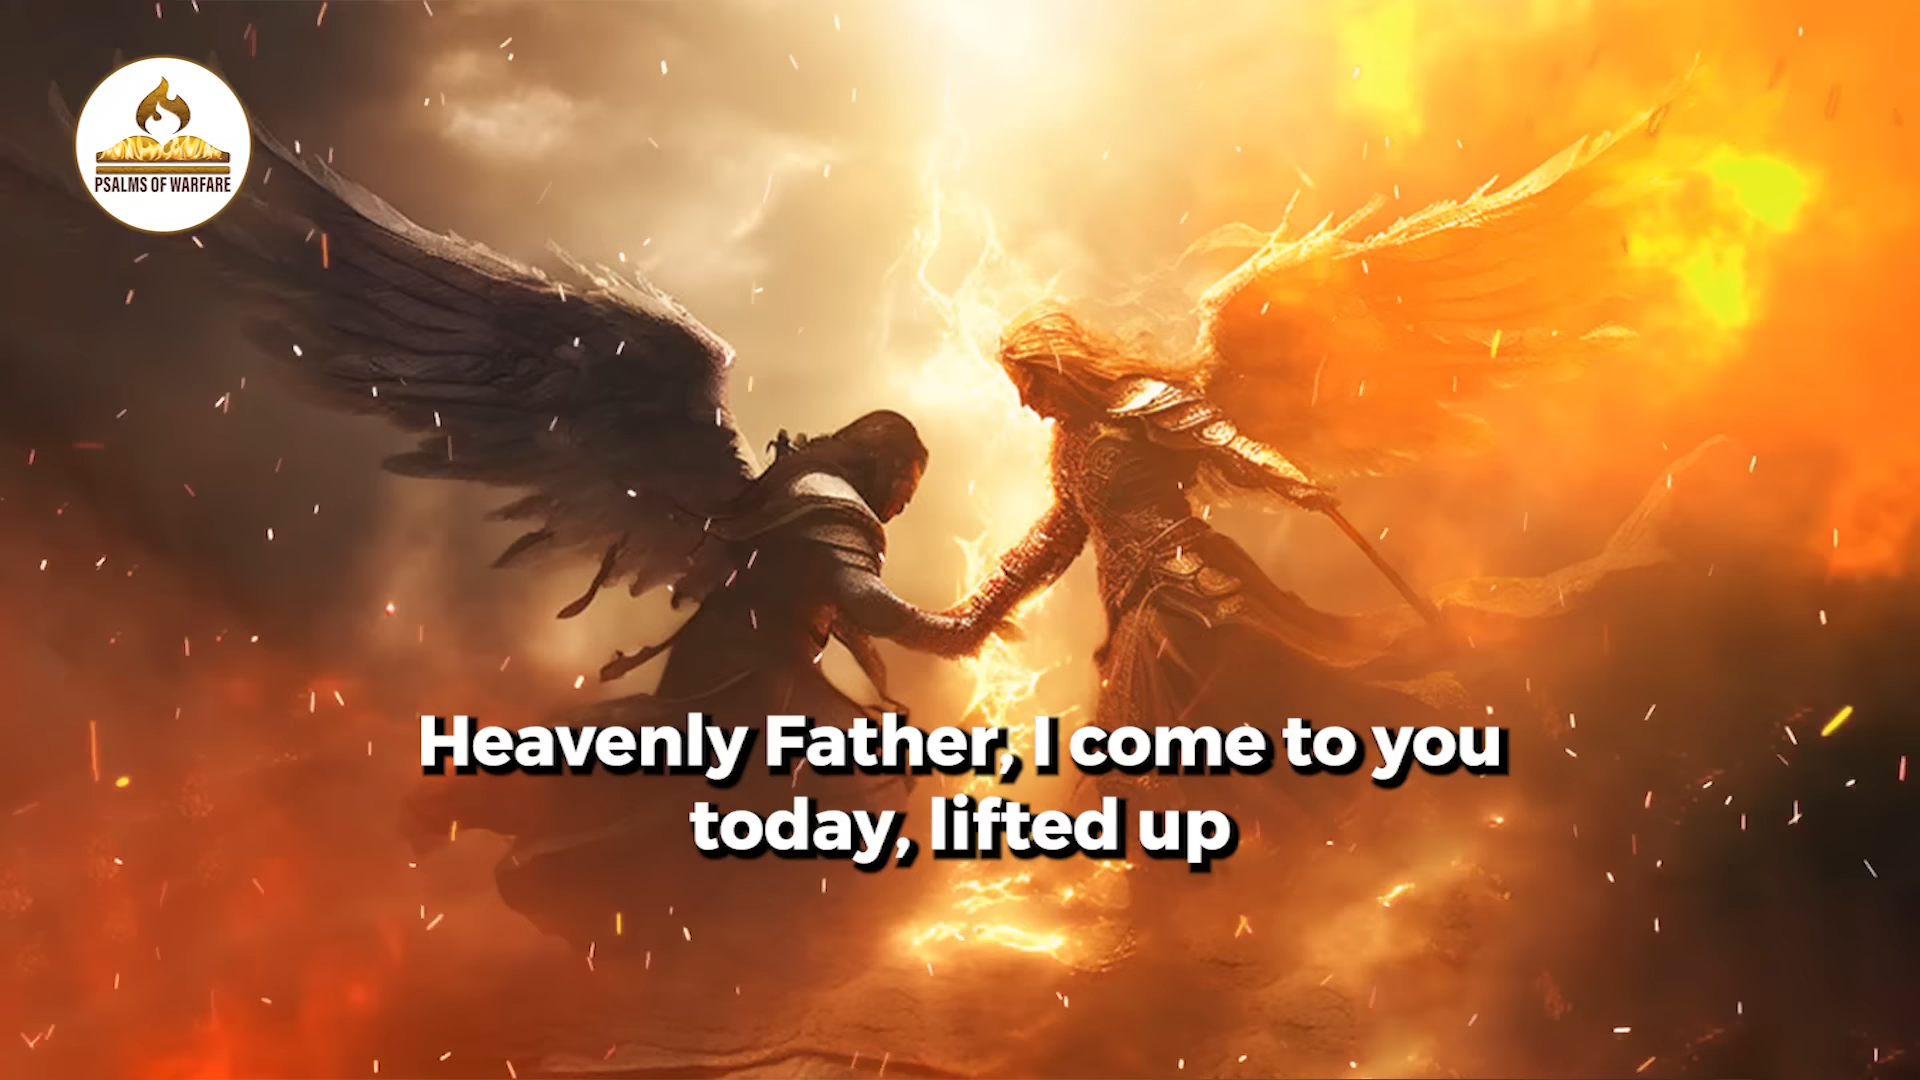 PSALMS OF WARFARE
Heavenly Father, I come to you
today, lifted up